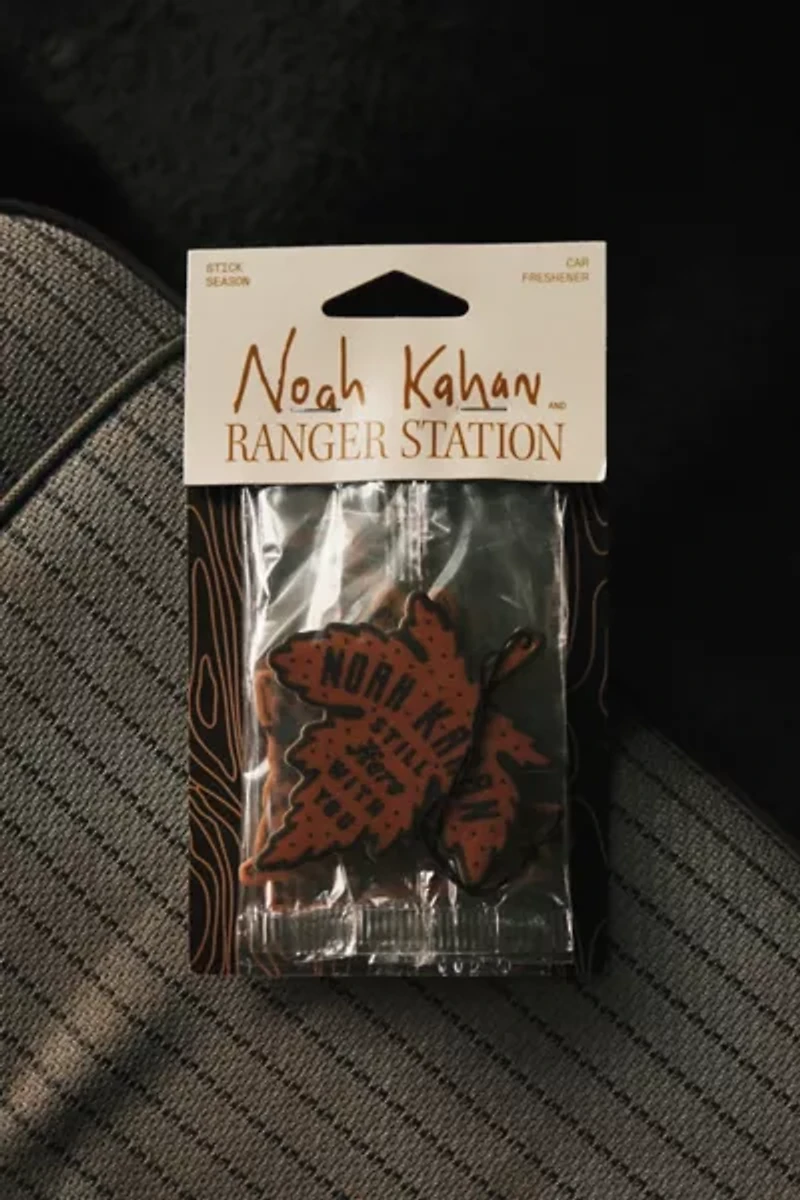 STICK
SEASON
CAR
FRESHENER
Noah Kahan AND
RANGER STATION
NOAH KAHAN
STILL
Here
WITH
YOU